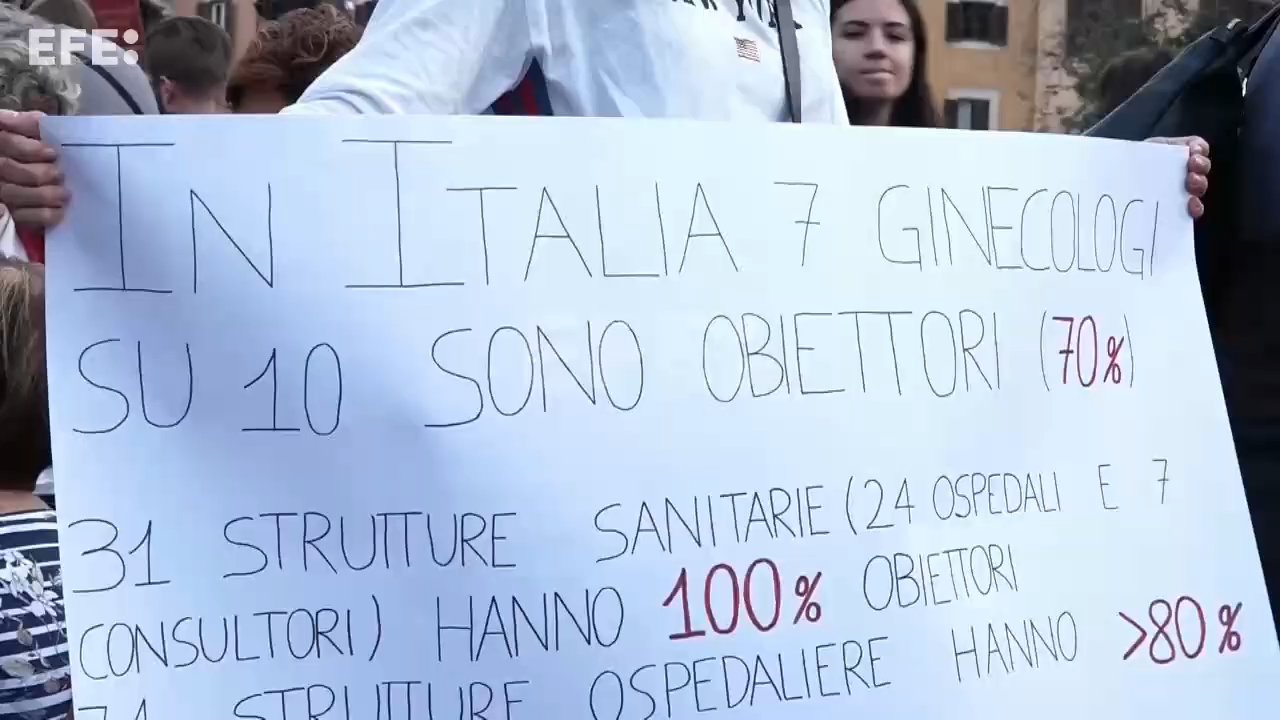 EFE:
IN ITALIA 7 GINECOLOGI
SU 10 SONO OBIETTORI (70%)
31 STRUTTURE SANITARIE (24 OSPEDALI E 7
CONSULTORI) HANNO 100% OBIETTORI
STRUTTURE OSPEDALIERE HANNO >80%